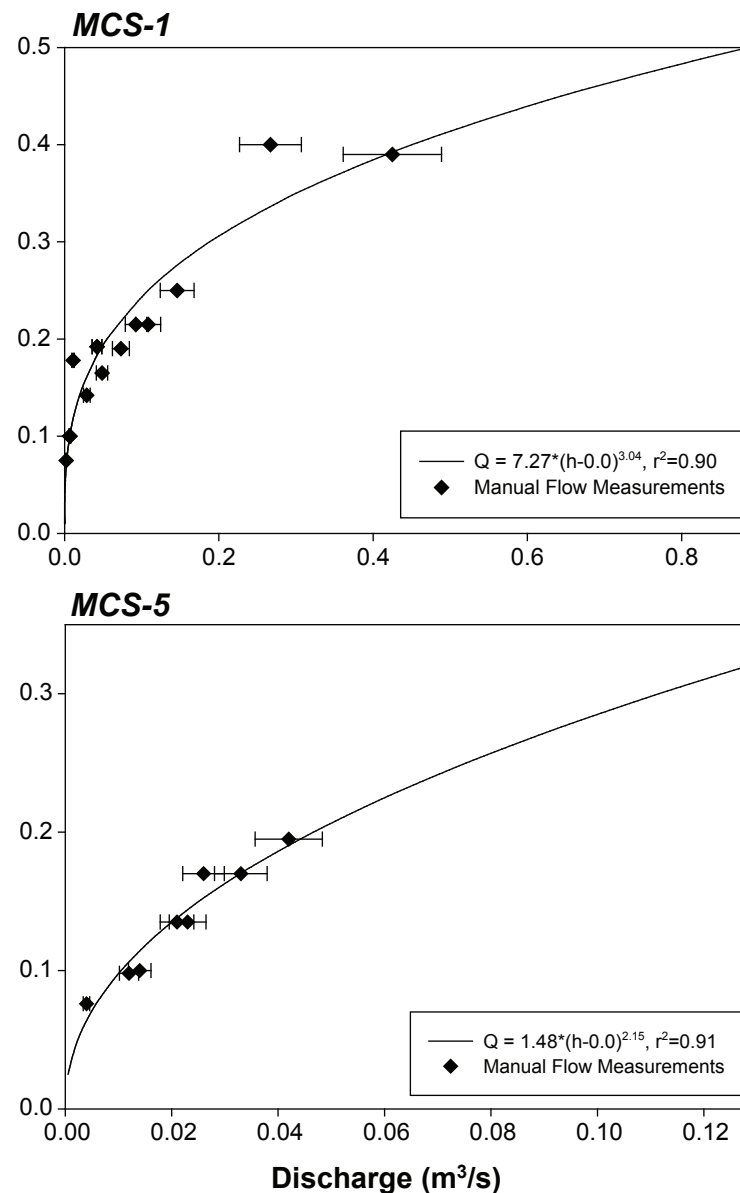 MCS-1
0.5
0.4
0.3
0.2
0.1
0.0
Q = 7.27*(h-0.0)^3.04, r²=0.90
Manual Flow Measurements
0.0 0.2 0.4 0.6 0.8
MCS-5
0.3
0.2
0.1
0.0
Q = 1.48*(h-0.0)^2.15, r²=0.91
Manual Flow Measurements
0.00 0.02 0.04 0.06 0.08 0.10 0.12
Discharge (m³/s)